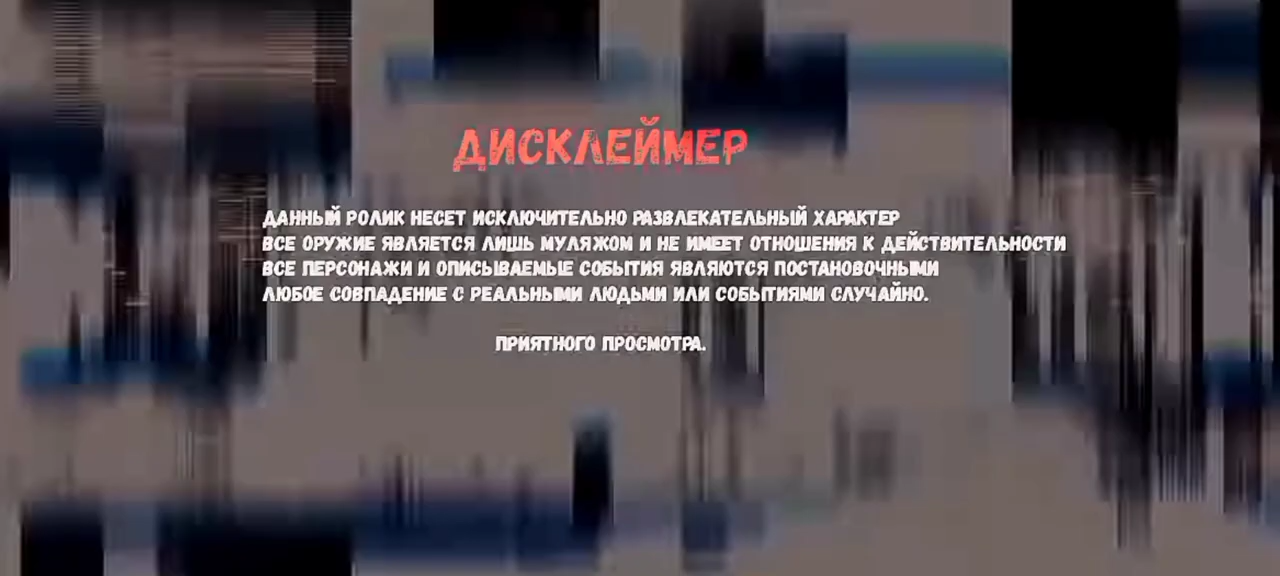 ДИСКЛЕЙМЕР
ДАННЫЙ РОЛИК НЕСЕТ ИСКЛЮЧИТЕЛЬНО РАЗВЛЕКАТЕЛЬНЫЙ ХАРАКТЕР
ВСЕ ОРУЖИЕ ЯВЛЯЕТСЯ ЛИШЬ МУЛЯЖОМ И НЕ ИМЕЕТ ОТНОШЕНИЯ К ДЕЙСТВИТЕЛЬНОСТИ
ВСЕ ПЕРСОНАЖИ И ОПИСЫВАЕМЫЕ СОБЫТИЯ ЯВЛЯЮТСЯ ПОСТАНОВОЧНЫМИ
ЛЮБОЕ СОВПАДЕНИЕ С РЕАЛЬНЫМИ ЛЮДЬМИ ИЛИ СОБЫТИЯМИ СЛУЧАЙНО.
ПРИЯТНОГО ПРОСМОТРА.